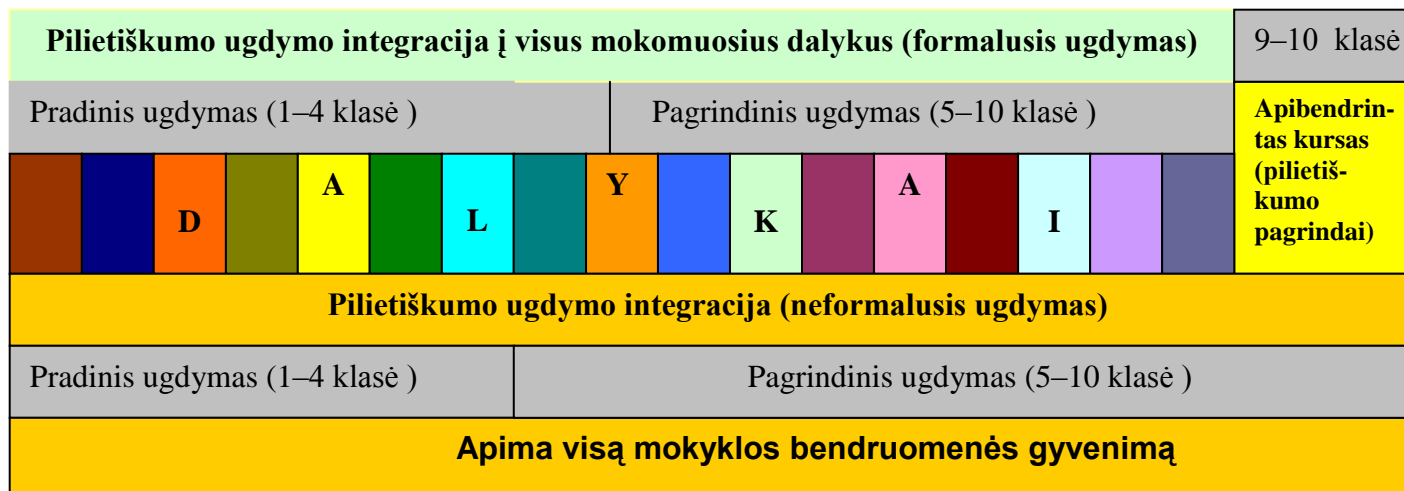 Pilietiškumo ugdymo integracija į visus mokomuosius dalykus (formalusis ugdymas)
9–10 klasė
Pradinis ugdymas (1–4 klasė )
Pagrindinis ugdymas (5–10 klasė )
Apibendrin-
tas kursas
(pilietiš-
kumo
pagrindai)
D A L Y K A I
Pilietiškumo ugdymo integracija (neformalusis ugdymas)
Pradinis ugdymas (1–4 klasė )
Pagrindinis ugdymas (5–10 klasė )
Apima visą mokyklos bendruomenės gyvenimą